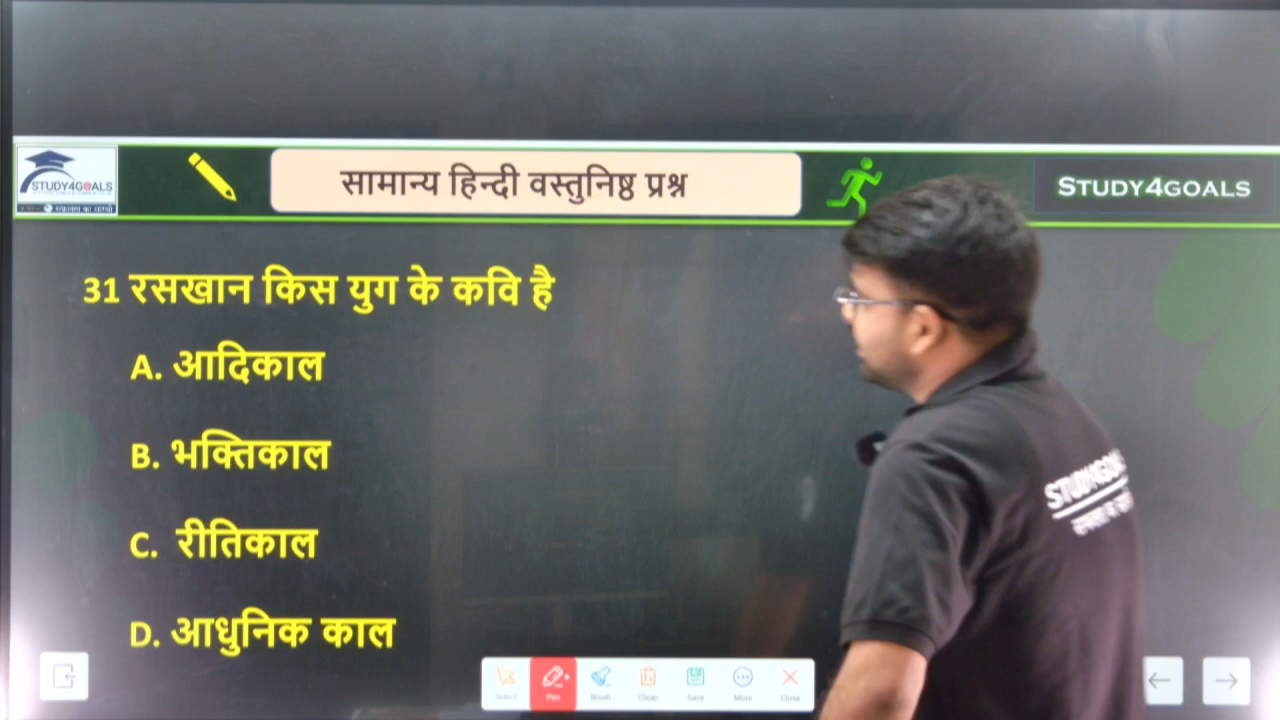 STUDY4GOALS
सामान्य हिन्दी वस्तुनिष्ठ प्रश्न
STUDY4GOALS
31 रसखान किस युग के कवि है
A. आदिकाल
B. भक्तिकाल
C. रीतिकाल
D. आधुनिक काल
Select
Pen
Brush
Clean
Save
More
Close